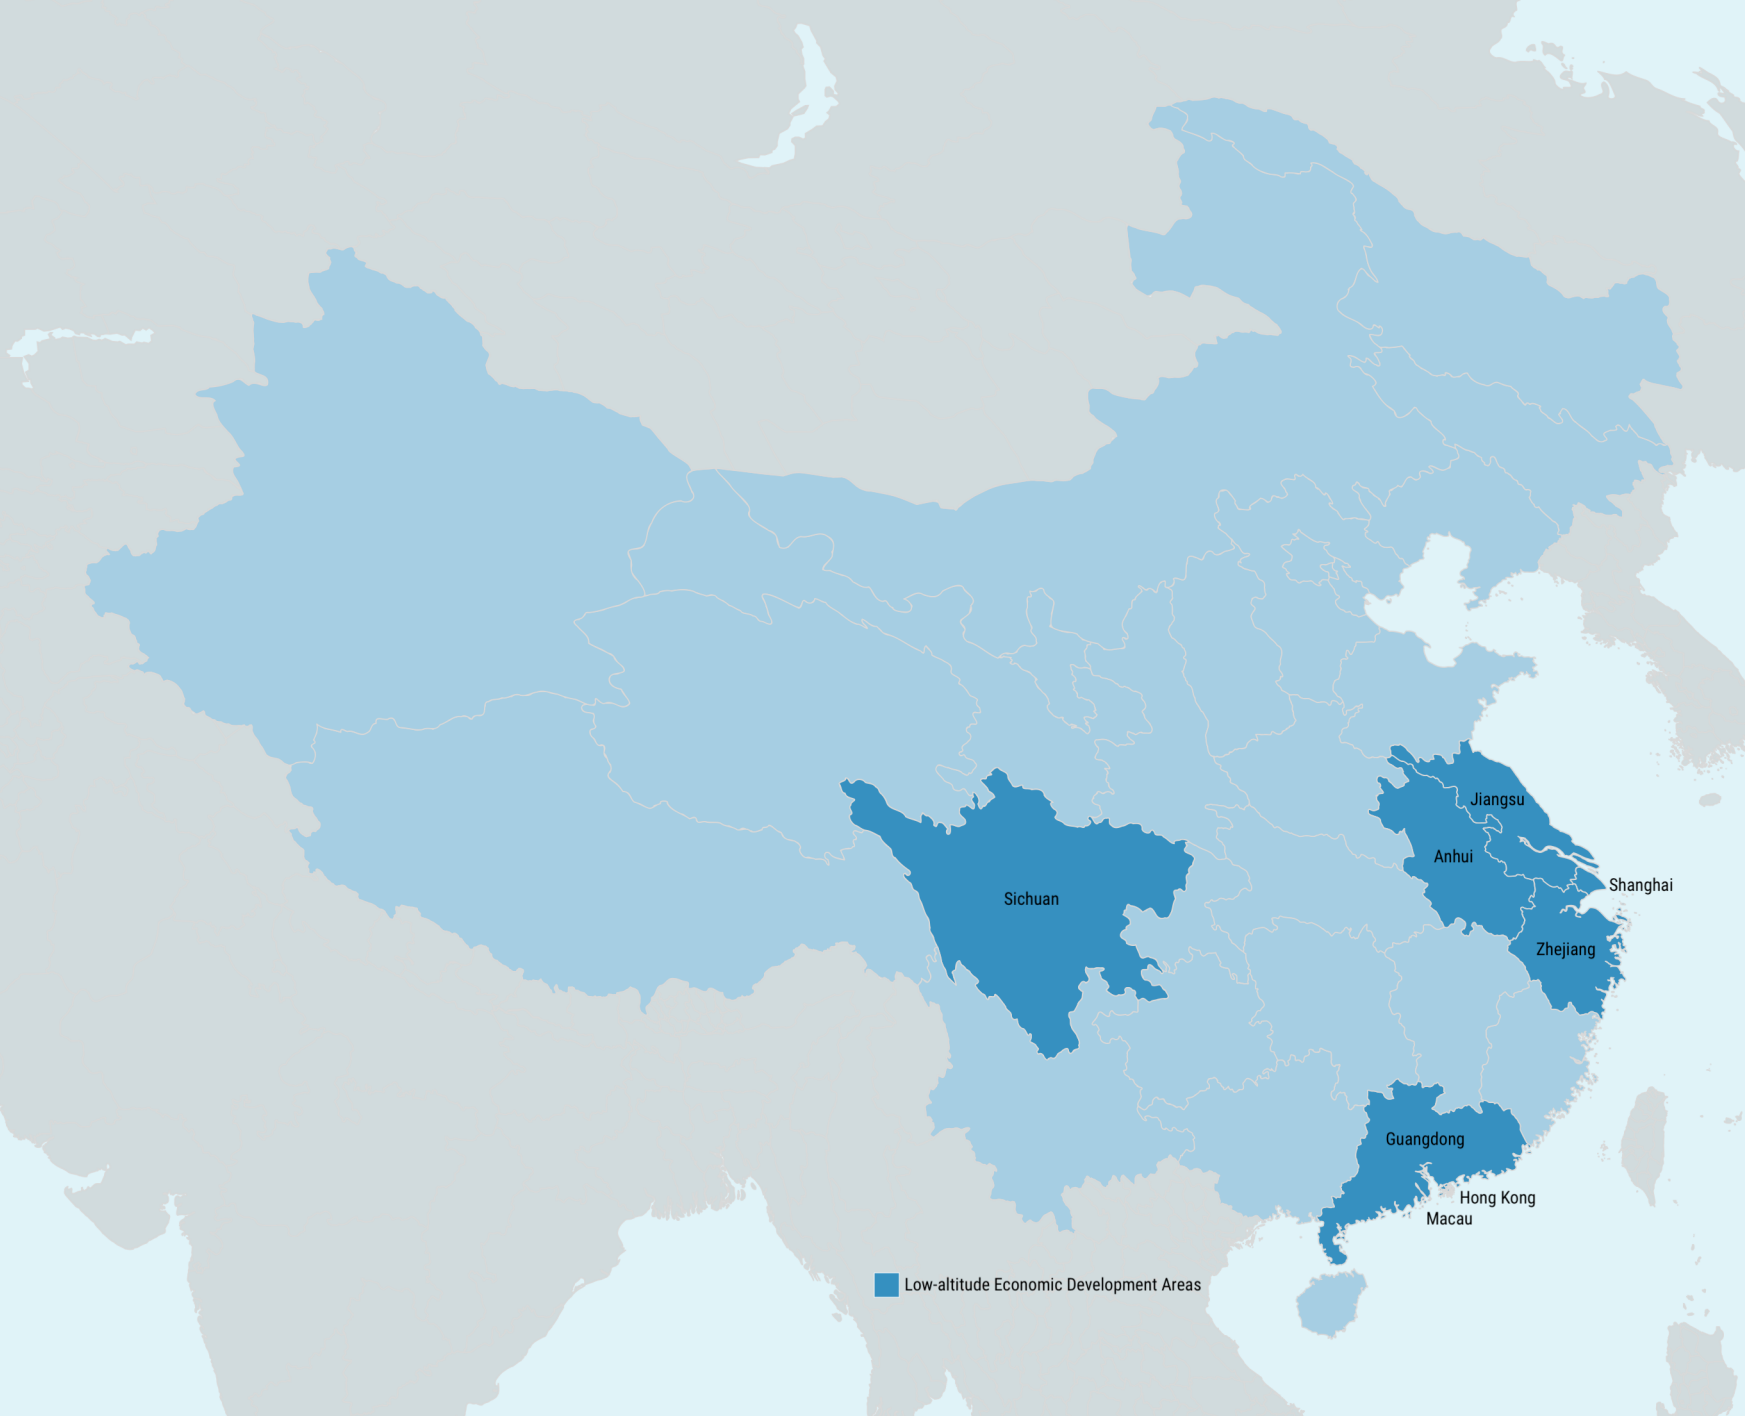 Jiangsu
Anhui
Shanghai
Sichuan
Zhejiang
Guangdong
Hong Kong
Macau
Low-altitude Economic Development Areas